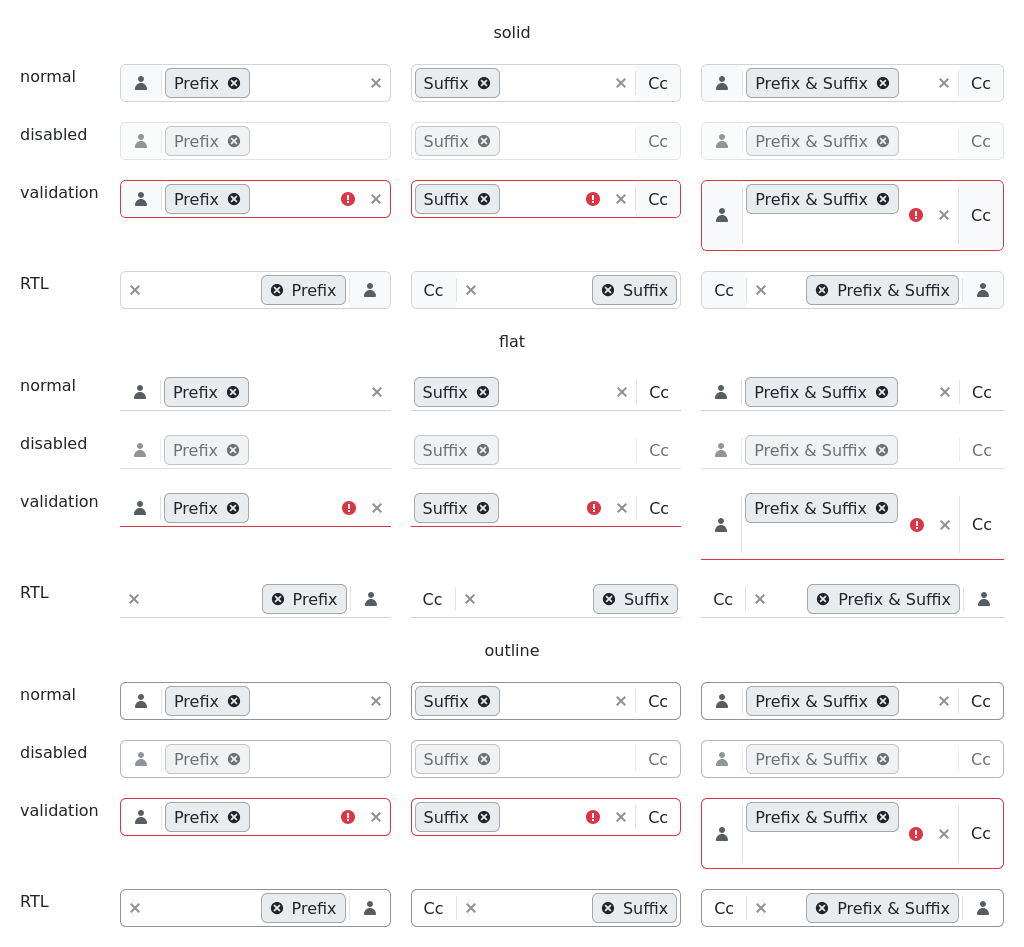 solid
normal Prefix Suffix Cc Prefix & Suffix Cc
disabled Prefix Suffix Cc Prefix & Suffix Cc
validation Prefix Suffix Cc Prefix & Suffix Cc
RTL Prefix Cc Suffix Cc Prefix & Suffix
flat
normal Prefix Suffix Cc Prefix & Suffix Cc
disabled Prefix Suffix Cc Prefix & Suffix Cc
validation Prefix Suffix Cc Prefix & Suffix Cc
RTL Prefix Cc Suffix Cc Prefix & Suffix
outline
normal Prefix Suffix Cc Prefix & Suffix Cc
disabled Prefix Suffix Cc Prefix & Suffix Cc
validation Prefix Suffix Cc Prefix & Suffix Cc
RTL Prefix Cc Suffix Cc Prefix & Suffix